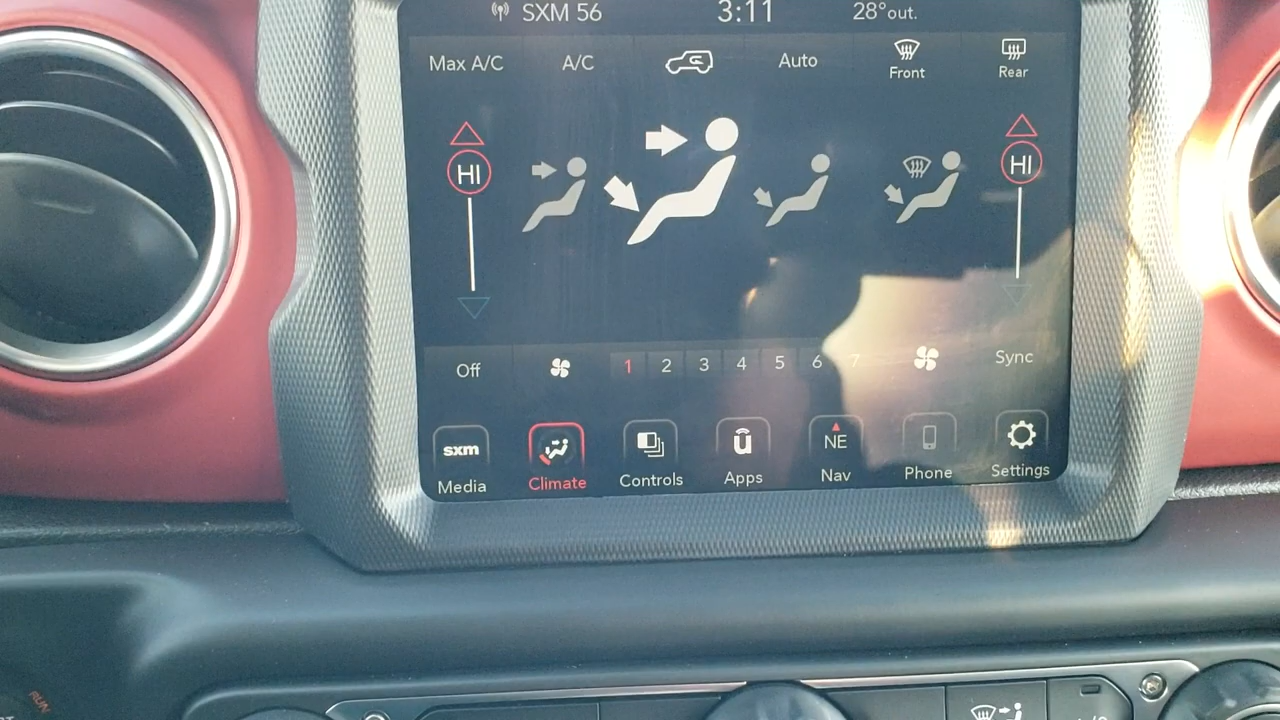 SXM 56 3:11 28°out.
Max A/C A/C Auto Front Rear
HI HI
Off 1 2 3 4 5 6 7 Sync
sxm NE
Media Climate Controls Apps Nav Phone Settings
RUN